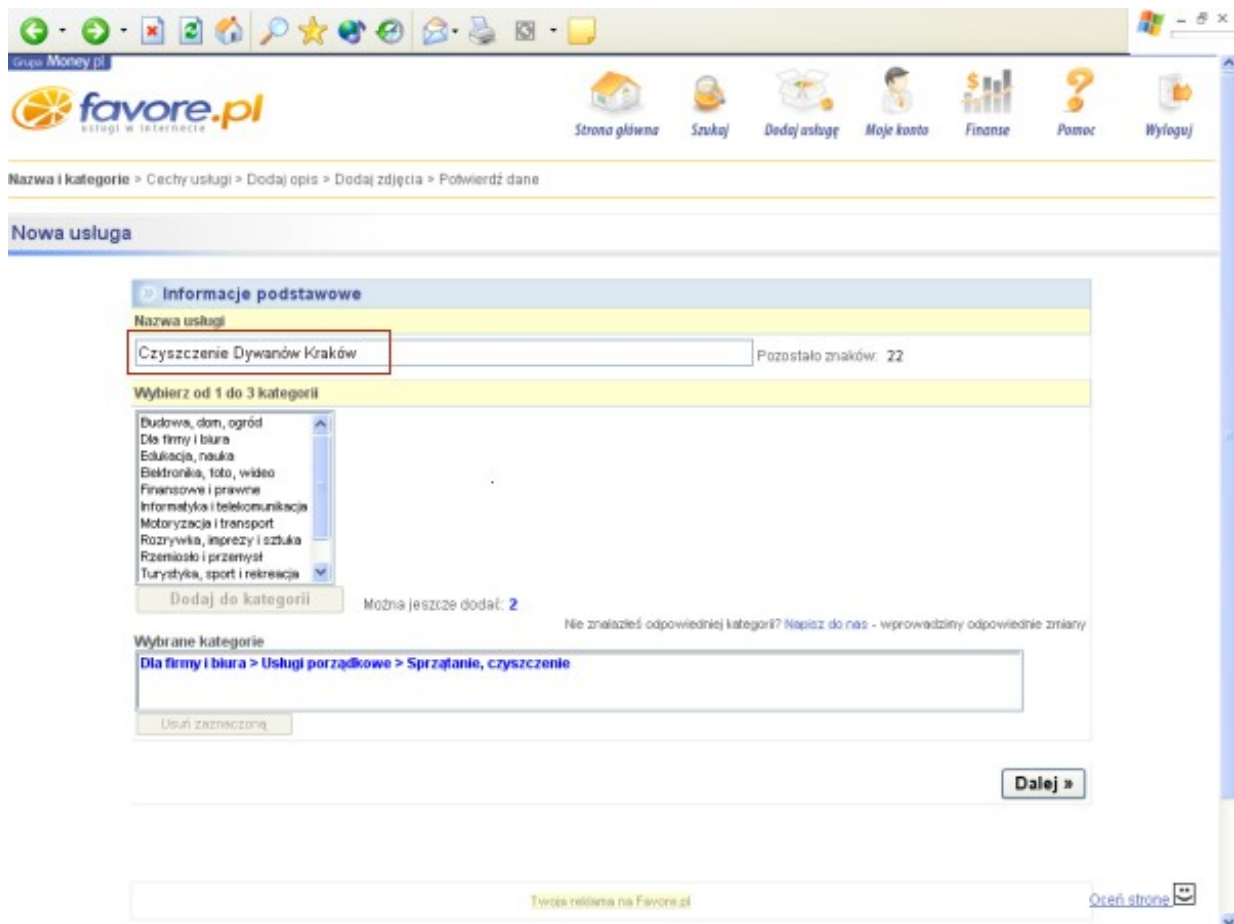 Grupa Money.pl
favore.pl
usługi w internecie
Strona główna Szukaj Dodaj usługę Moje konto Finanse Pomoc Wyloguj
Nazwa i kategorie > Cechy usługi > Dodaj opis > Dodaj zdjęcia > Potwierdź dane
Nowa usługa
Informacje podstawowe
Nazwa usługi
Czyszczenie Dywanów Kraków Pozostało znaków: 22
Wybierz od 1 do 3 kategorii
Budowa, dom, ogród
Dla firmy i biura
Edukacja, nauka
Elektronika, foto, wideo
Finansowe i prawne
Informatyka i telekomunikacja
Motoryzacja i transport
Rozrywka, imprezy i sztuka
Rzemiosło i przemysł
Turystyka, sport i rekreacja
Dodaj do kategorii Można jeszcze dodać: 2
Nie znalazłeś odpowiedniej kategorii? Napisz do nas - wprowadzimy odpowiednie zmiany
Wybrane kategorie
Dla firmy i biura > Usługi porządkowe > Sprzątanie, czyszczenie
Usuń zaznaczoną
Dalej »
Twoja reklama na Favore.pl
Oceń stronę